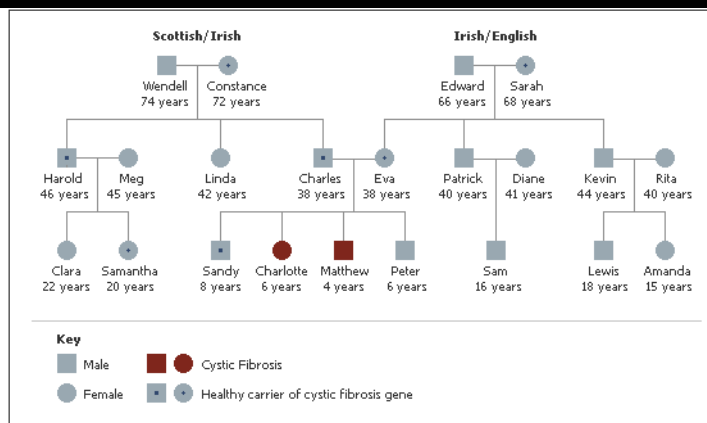 Scottish/Irish
Irish/English
Wendell Constance Edward Sarah
74 years 72 years 66 years 68 years
Harold Meg Linda Charles Eva Patrick Diane Kevin Rita
46 years 45 years 42 years 38 years 38 years 40 years 41 years 44 years 40 years
Clara Samantha Sandy Charlotte Matthew Peter Sam Lewis Amanda
22 years 20 years 8 years 6 years 4 years 6 years 16 years 18 years 15 years
Key
Male Cystic Fibrosis
Female Healthy carrier of cystic fibrosis gene